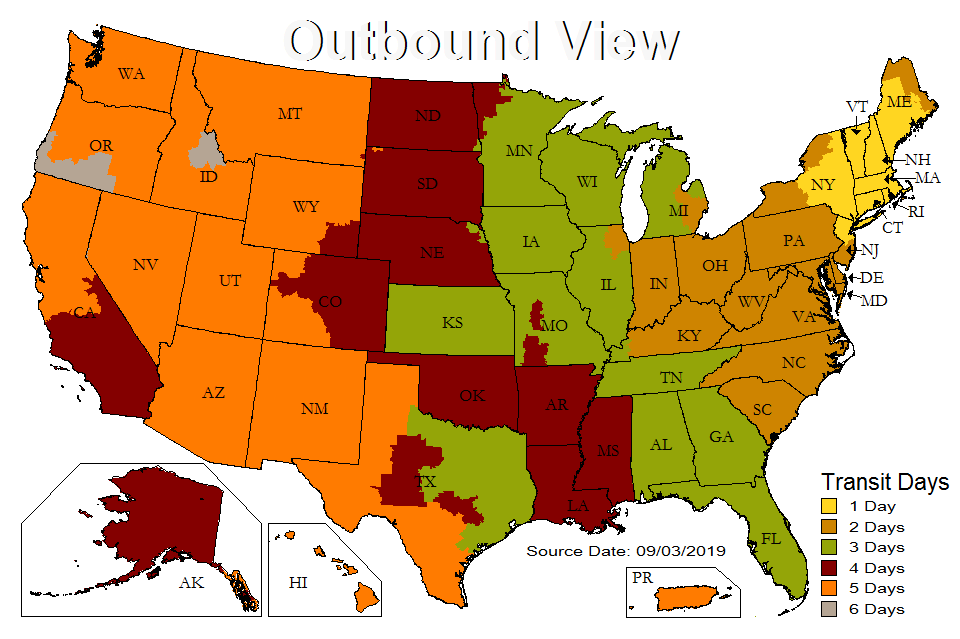 Outbound View
WA
MT
ND
VT
ME
OR
MN
NH
ID
SD
WI
MA
WY
MI
NY
RI
CT
NV
NE
IA
PA
NJ
UT
IL
IN
OH
DE
CA
CO
WV
MD
KS
MO
KY
VA
AZ
NM
OK
AR
TN
NC
SC
MS
AL
GA
TX
LA
FL
Source Date: 09/03/2019
AK
HI
PR
Transit Days
1 Day
2 Days
3 Days
4 Days
5 Days
6 Days